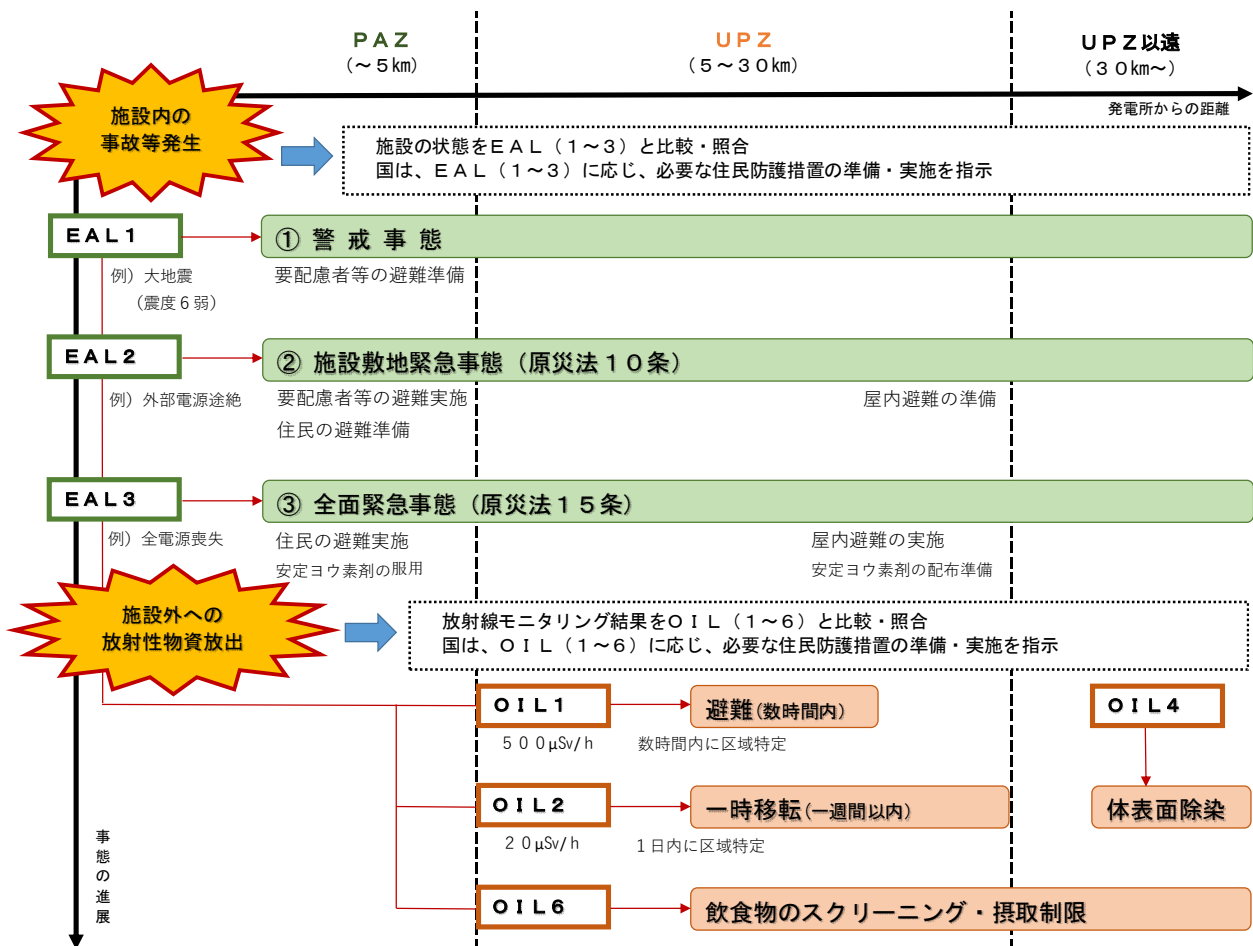 ＰＡＺ
（～５㎞）
ＵＰＺ
（５～３０㎞）
ＵＰＺ以遠
（３０㎞～）
発電所からの距離
施設内の
事故等発生
施設の状態をＥＡＬ（１～３）と比較・照合
国は、ＥＡＬ（１～３）に応じ、必要な住民防護措置の準備・実施を指示
ＥＡＬ１
① 警 戒 事 態
例）大地震
（震度６弱）
要配慮者等の避難準備
ＥＡＬ２
② 施設敷地緊急事態（原災法１０条）
例）外部電源途絶
要配慮者等の避難実施
住民の避難準備
屋内避難の準備
ＥＡＬ３
③ 全面緊急事態（原災法１５条）
例）全電源喪失
住民の避難実施
安定ヨウ素剤の服用
屋内避難の実施
安定ヨウ素剤の配布準備
施設外への
放射性物資放出
放射線モニタリング結果をＯＩＬ（１～６）と比較・照合
国は、ＯＩＬ（１～６）に応じ、必要な住民防護措置の準備・実施を指示
ＯＩＬ１
避難(数時間内)
５００μSv/h
数時間内に区域特定
ＯＩＬ４
体表面除染
ＯＩＬ２
一時移転(一週間以内)
２０μSv/h
１日内に区域特定
ＯＩＬ６
飲食物のスクリーニング・摂取制限
事態の進展